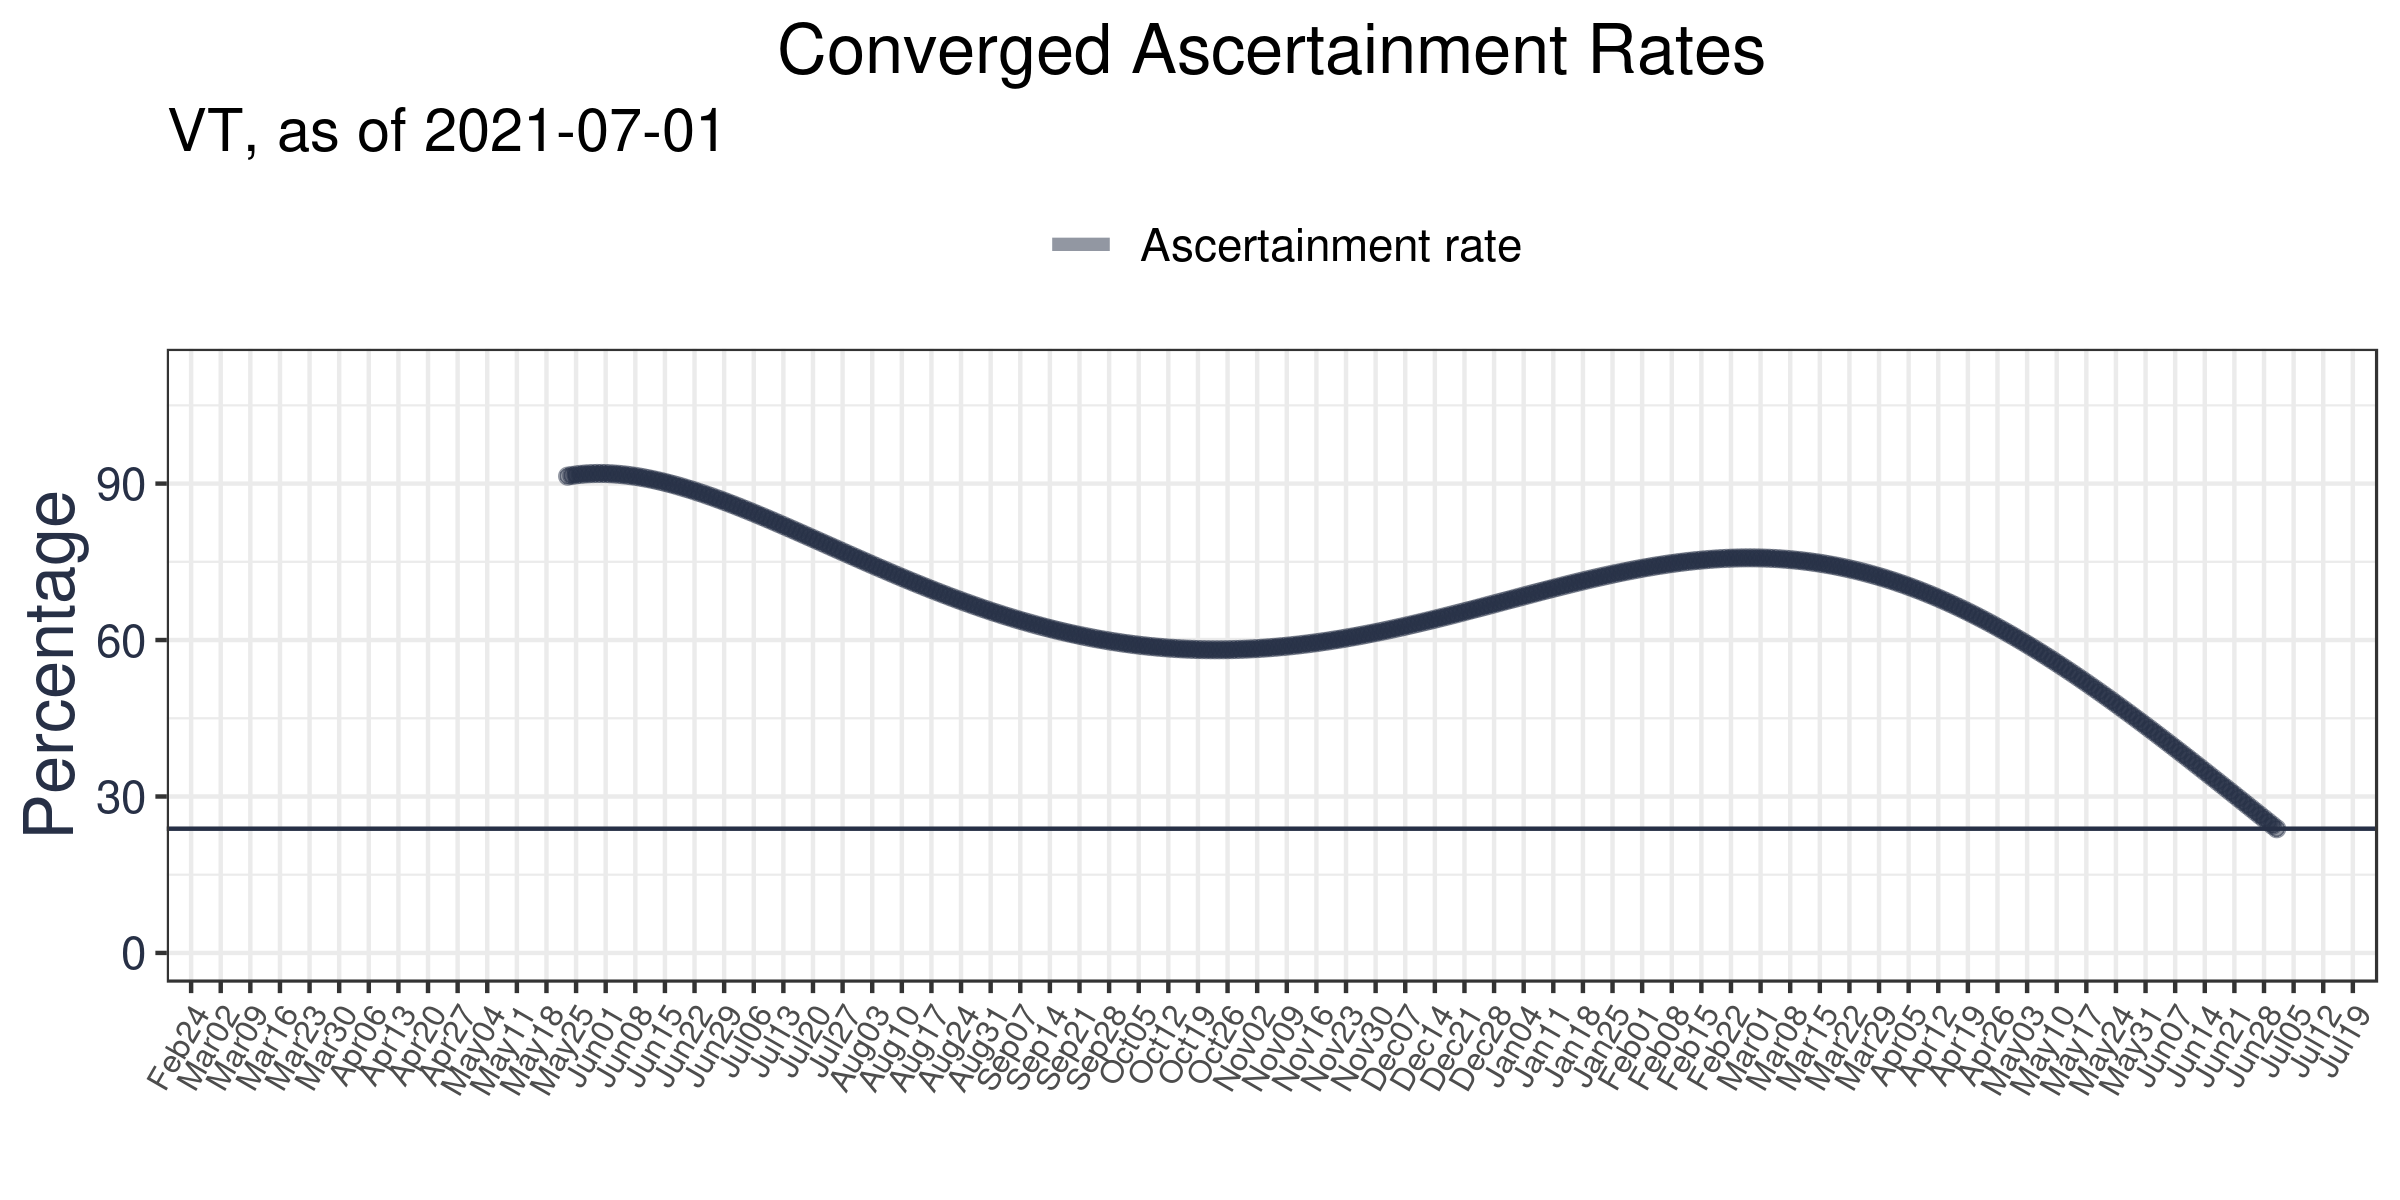 Converged Ascertainment Rates
VT, as of 2021-07-01
Ascertainment rate
Percentage
90
60
30
0
Feb24
Mar02
Mar09
Mar16
Mar23
Mar30
Apr06
Apr13
Apr20
Apr27
May04
May11
May18
May25
Jun01
Jun08
Jun15
Jun22
Jun29
Jul06
Jul13
Jul20
Jul27
Aug03
Aug10
Aug17
Aug24
Aug31
Sep07
Sep14
Sep21
Sep28
Oct05
Oct12
Oct19
Oct26
Nov02
Nov09
Nov16
Nov23
Nov30
Dec07
Dec14
Dec21
Dec28
Jan04
Jan11
Jan18
Jan25
Feb01
Feb08
Feb15
Feb22
Mar01
Mar08
Mar15
Mar22
Mar29
Apr05
Apr12
Apr19
Apr26
May03
May10
May17
May24
May31
Jun07
Jun14
Jun21
Jun28
Jul05
Jul12
Jul19